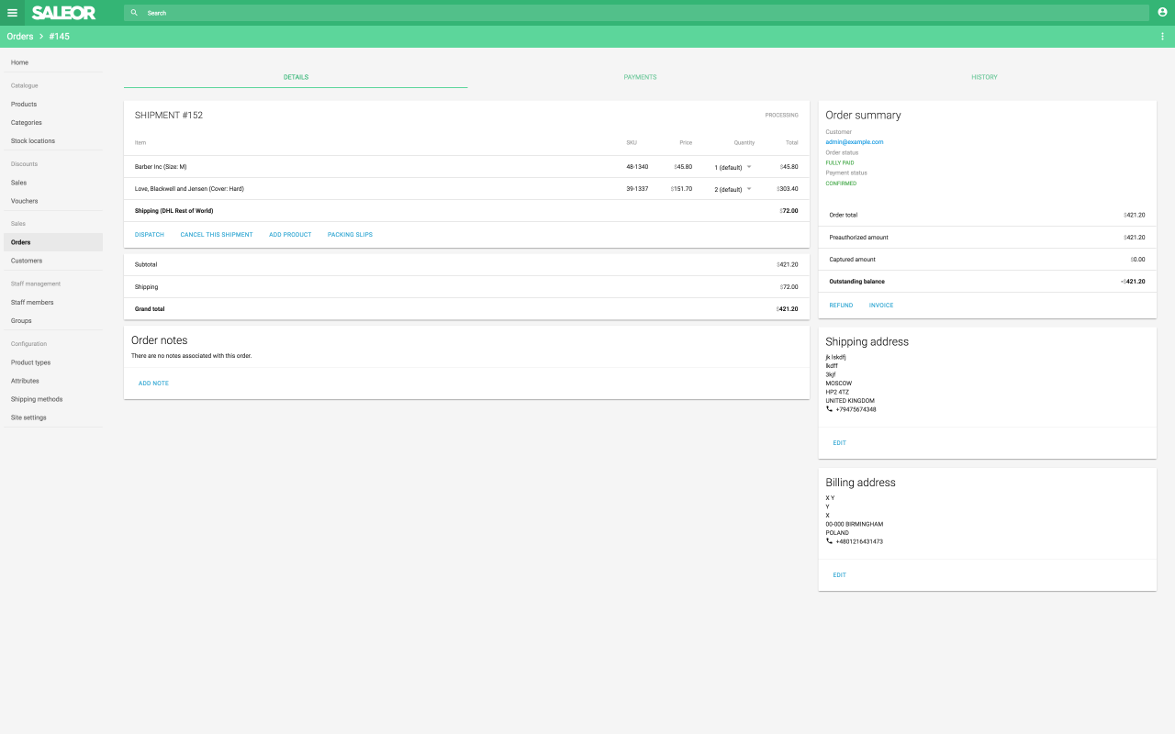 SALEOR
Search
Orders > #145
Home
Catalogue
Products
Categories
Stock locations
Discounts
Sales
Vouchers
Sales
Orders
Customers
Staff management
Staff members
Groups
Configuration
Product types
Attributes
Shipping methods
Site settings
DETAILS PAYMENTS HISTORY
SHIPMENT #152 PROCESSING
Item SKU Price Quantity Total
Barber Inc (Size: M) 48-1340 $45.80 1 (default) $45.80
Love, Blackwell and Jensen (Cover: Hard) 39-1337 $151.70 2 (default) $303.40
Shipping (DHL Rest of World) $72.00
DISPATCH CANCEL THIS SHIPMENT ADD PRODUCT PACKING SLIPS
Subtotal $421.20
Shipping $72.00
Grand total $421.20
Order notes
There are no notes associated with this order.
ADD NOTE
Order summary
Customer
admin@example.com
Order status
FULLY PAID
Payment status
CONFIRMED
Order total $421.20
Preauthorized amount $421.20
Captured amount $0.00
Outstanding balance -$421.20
REFUND INVOICE
Shipping address
jk lskdfj
lkdff
3kjf
MOSCOW
HP2 4TZ
UNITED KINGDOM
+79475674348
EDIT
Billing address
X Y
Y
X
00-000 BIRMINGHAM
POLAND
+4801216431473
EDIT